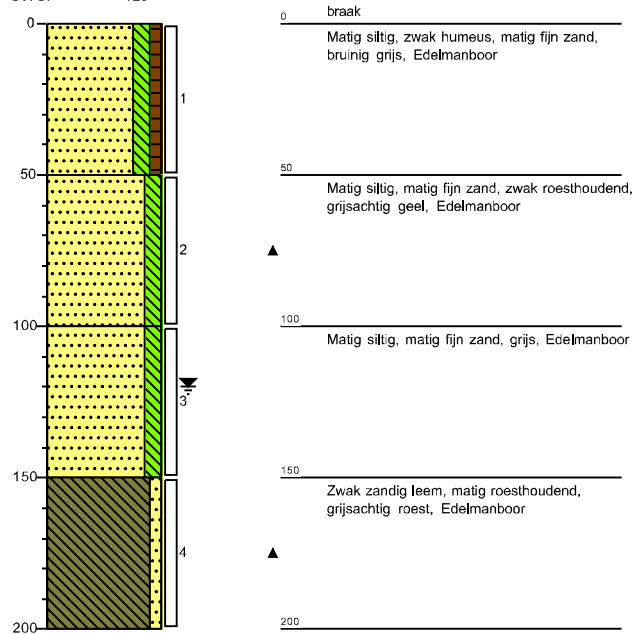 0
50
100
150
200
1
2
3
4
0
braak
Matig siltig, zwak humeus, matig fijn zand,
bruinig grijs, Edelmanboor
50
Matig siltig, matig fijn zand, zwak roesthoudend,
grijsachtig geel, Edelmanboor
100
Matig siltig, matig fijn zand, grijs, Edelmanboor
150
Zwak zandig leem, matig roesthoudend,
grijsachtig roest, Edelmanboor
200